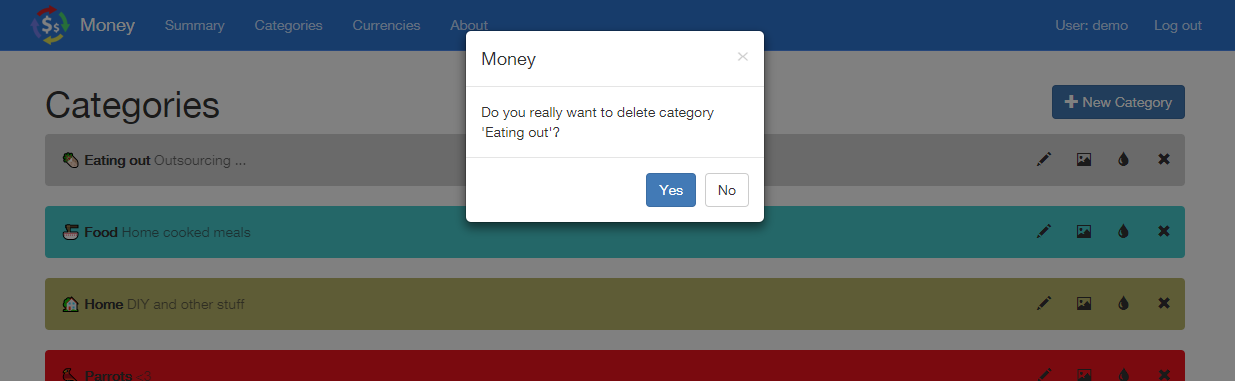 Money Summary Categories Currencies About User: demo Log out
Money ×
Do you really want to delete category
'Eating out'?
Yes No
Categories
New Category
Eating out Outsourcing ...
Food Home cooked meals
Home DIY and other stuff
Parrots <3